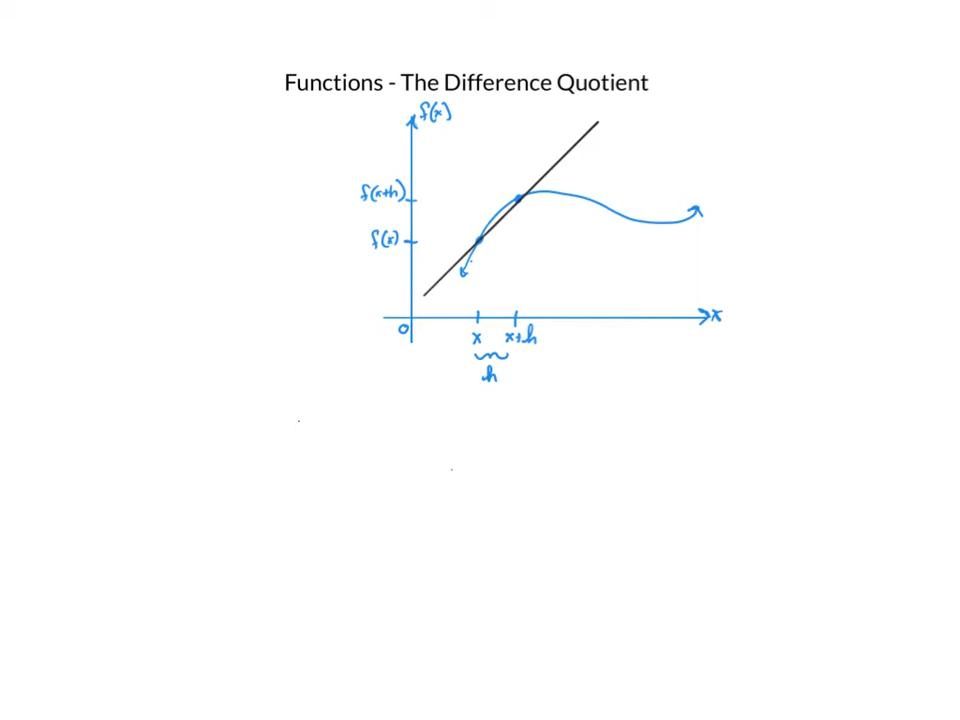 Functions - The Difference Quotient
f(x)
f(x+h)
f(x)
x
0
x x+h
h